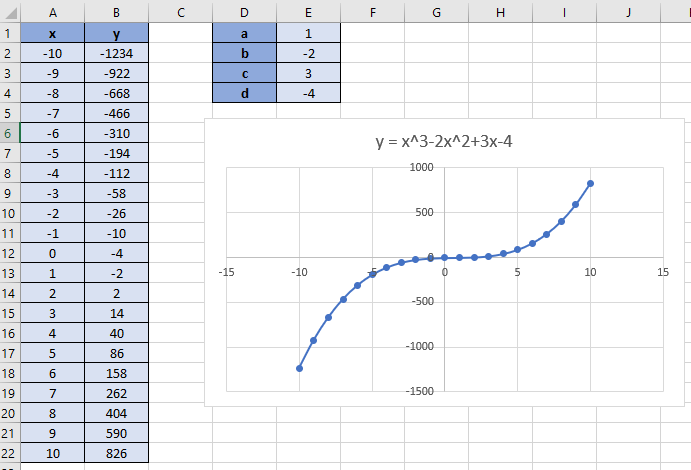 A B C D E F G H I J
1 x y a 1
2 -10 -1234 b -2
3 -9 -922 c 3
4 -8 -668 d -4
5 -7 -466
6 -6 -310
7 -5 -194
8 -4 -112
9 -3 -58
10 -2 -26
11 -1 -10
12 0 -4
13 1 -2
14 2 2
15 3 14
16 4 40
17 5 86
18 6 158
19 7 262
20 8 404
21 9 590
22 10 826
y = x^3-2x^2+3x-4
1000
500
0
-15 -10 -5 0 5 10 15
-500
-1000
-1500